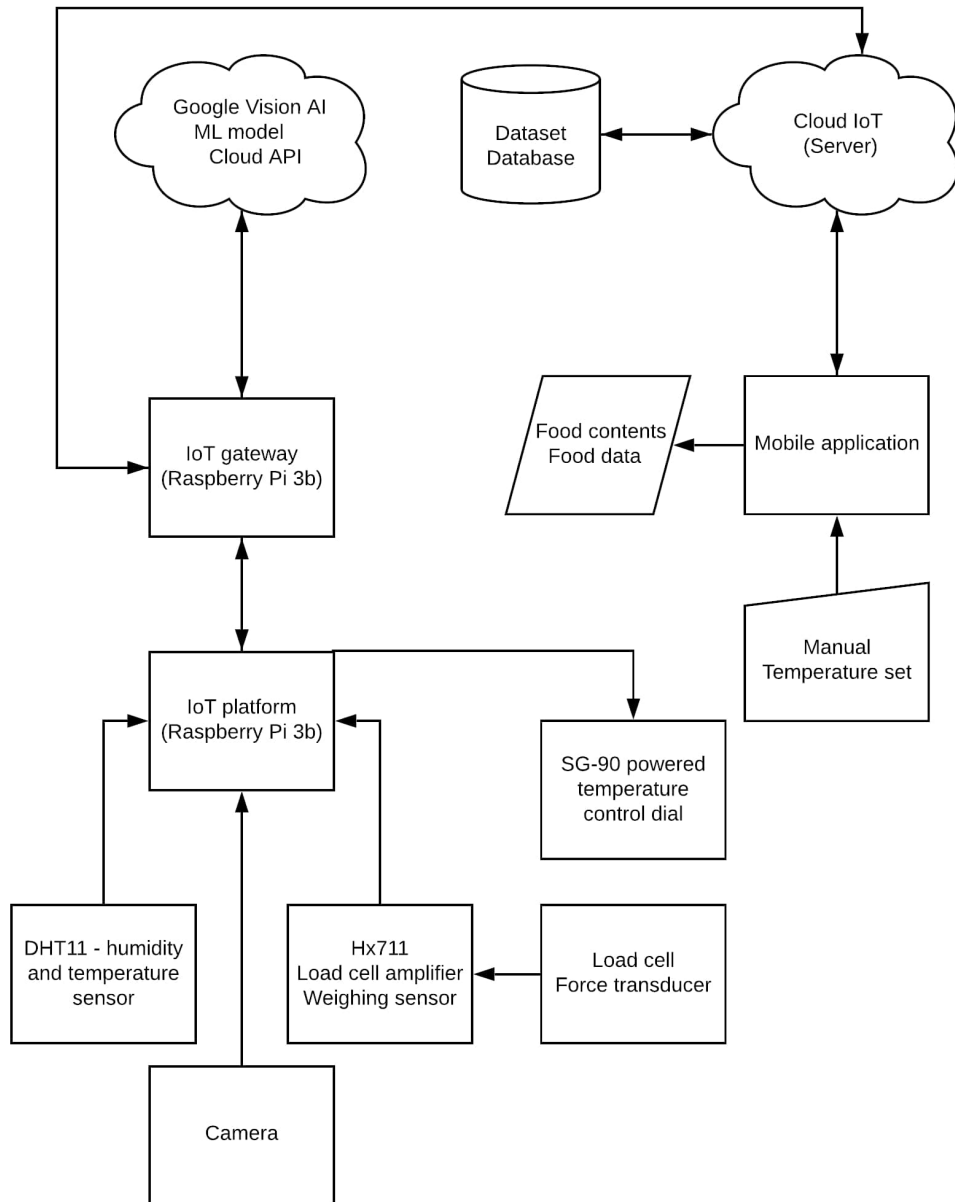 Google Vision AI
ML model
Cloud API
Dataset
Database
Cloud IoT
(Server)
IoT gateway
(Raspberry Pi 3b)
Food contents
Food data
Mobile application
Manual
Temperature set
IoT platform
(Raspberry Pi 3b)
SG-90 powered
temperature
control dial
DHT11 - humidity
and temperature
sensor
Hx711
Load cell amplifier
Weighing sensor
Load cell
Force transducer
Camera